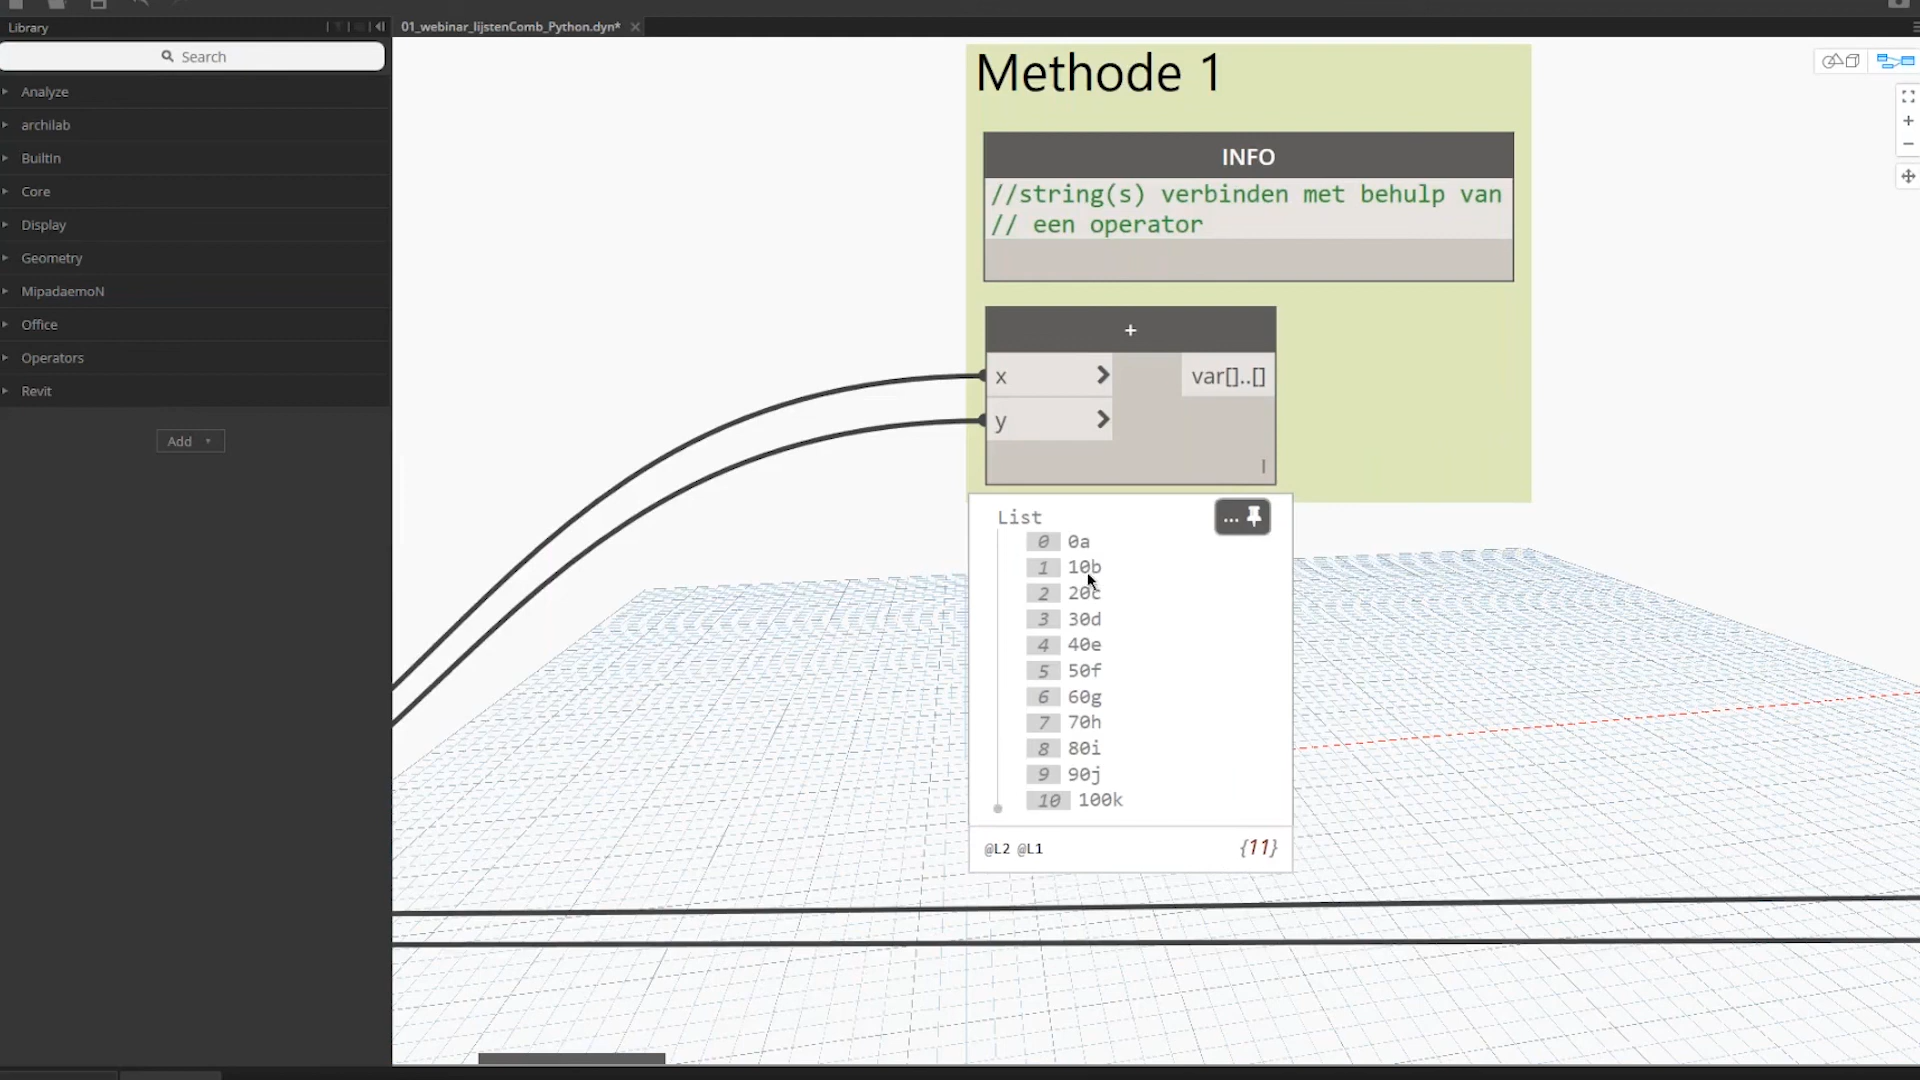 Library
01_webinar_lijstenComb_Python.dyn*
Search
Analyze
archilab
BuiltIn
Core
Display
Geometry
MipadaemoN
Office
Operators
Revit
Add
Methode 1
INFO
//string(s) verbinden met behulp van
// een operator
+
x > var[]..[]
y >
l
List
0 0a
1 10b
2 20c
3 30d
4 40e
5 50f
6 60g
7 70h
8 80i
9 90j
10 100k
@L2 @L1 {11}